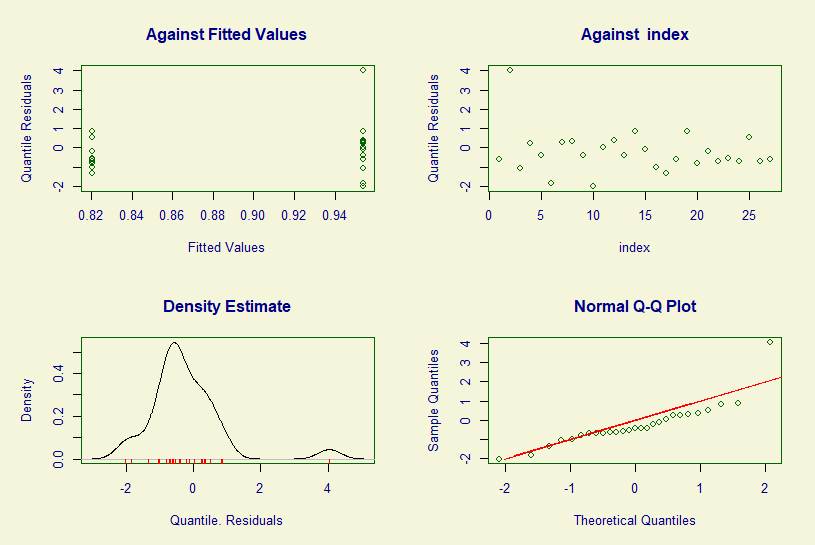 Against Fitted Values
Quantile Residuals
-2 0 1 2 3 4
0.82 0.84 0.86 0.88 0.90 0.92 0.94
Fitted Values
Against index
Quantile Residuals
-2 0 1 2 3 4
0 5 10 15 20 25
index
Density Estimate
Density
0.0 0.2 0.4
-2 0 2 4
Quantile. Residuals
Normal Q-Q Plot
Sample Quantiles
-2 0 1 2 3 4
-2 -1 0 1 2
Theoretical Quantiles